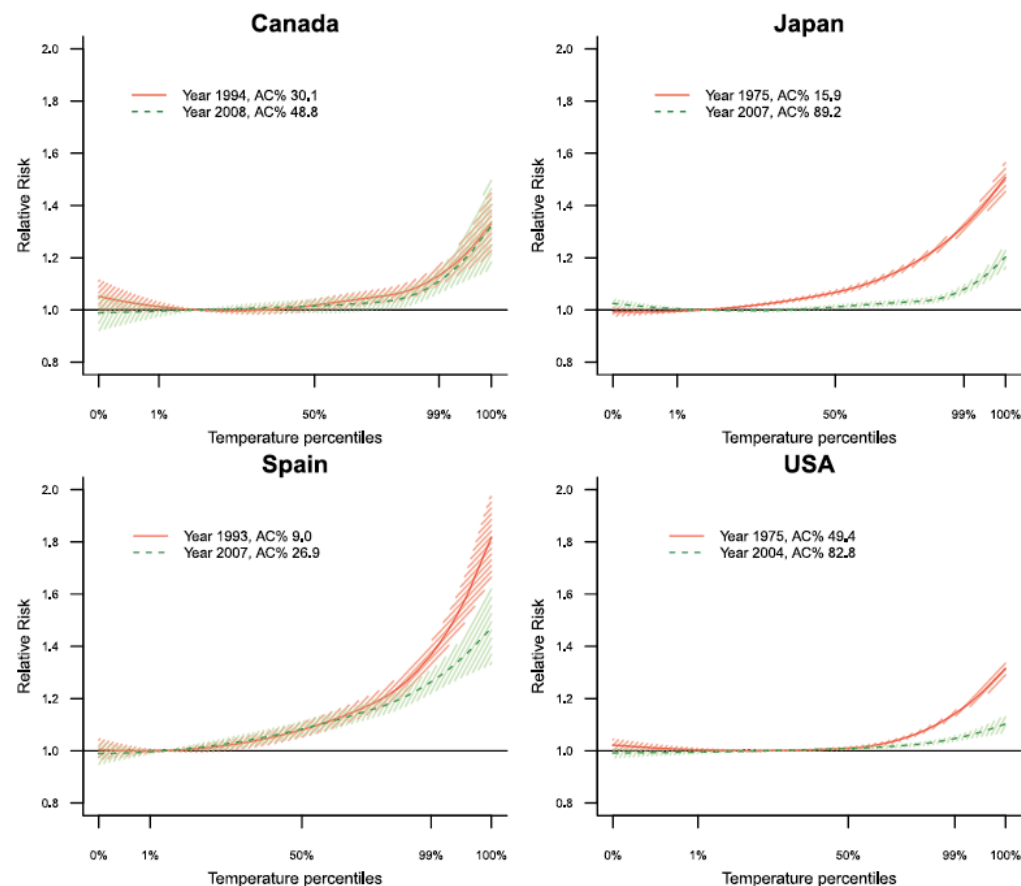 Canada
2.0
1.8
1.6
1.4
1.2
1.0
0.8
Relative Risk
Year 1994, AC% 30.1
Year 2008, AC% 48.8
0% 1% 50% 99% 100%
Temperature percentiles
Japan
2.0
1.8
1.6
1.4
1.2
1.0
0.8
Relative Risk
Year 1975, AC% 15.9
Year 2007, AC% 89.2
0% 1% 50% 99% 100%
Temperature percentiles
Spain
2.0
1.8
1.6
1.4
1.2
1.0
0.8
Relative Risk
Year 1993, AC% 9.0
Year 2007, AC% 26.9
0% 1% 50% 99% 100%
Temperature percentiles
USA
2.0
1.8
1.6
1.4
1.2
1.0
0.8
Relative Risk
Year 1975, AC% 49.4
Year 2004, AC% 82.8
0% 1% 50% 99% 100%
Temperature percentiles